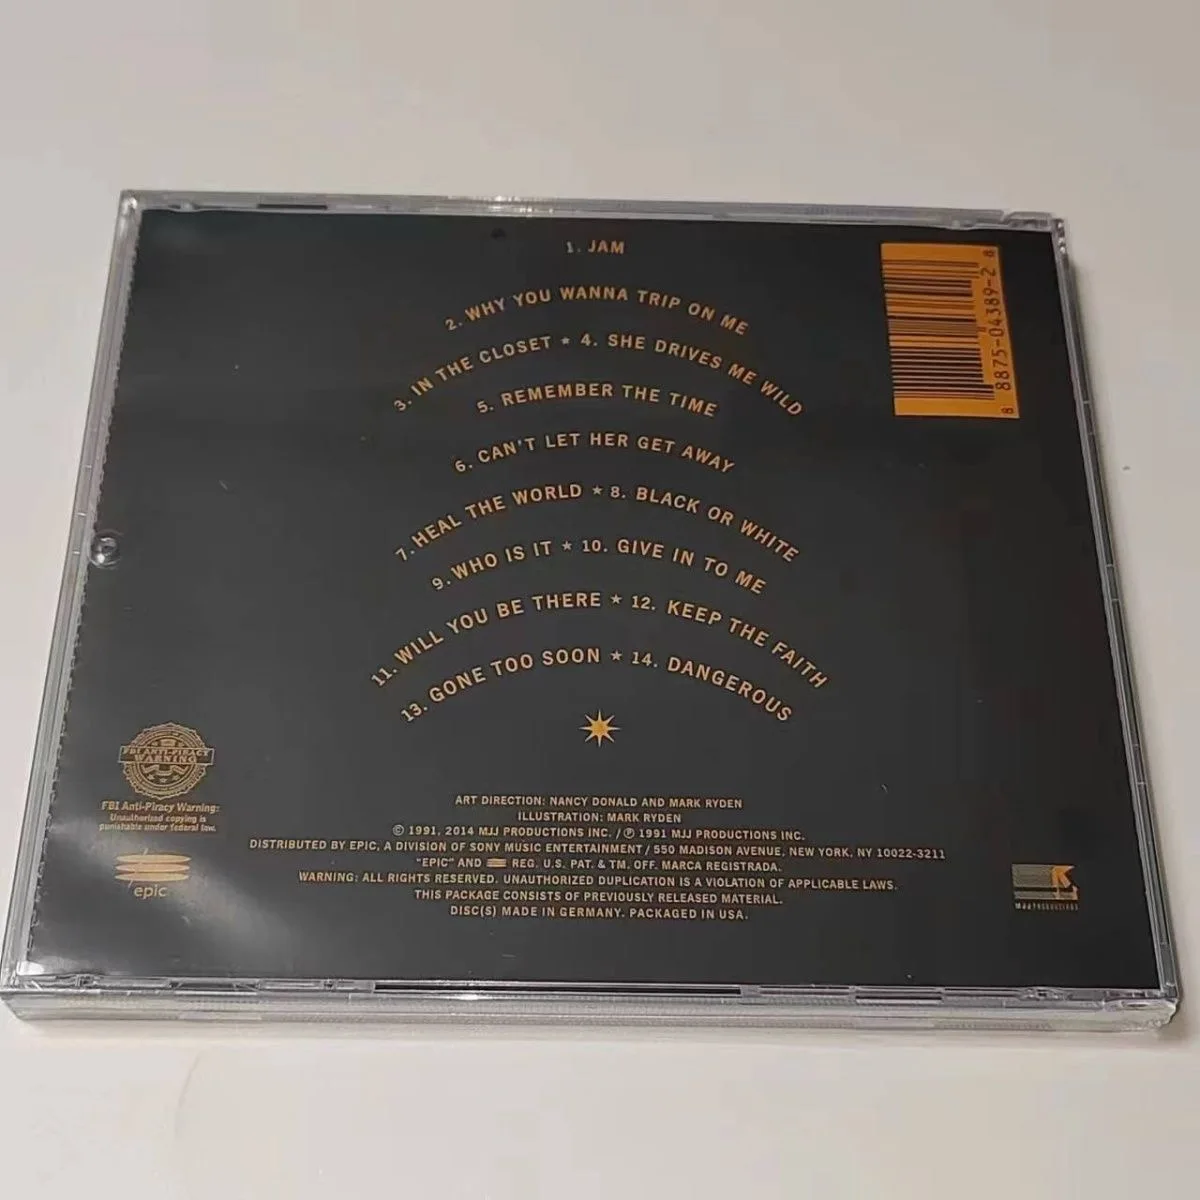 1. JAM
2. WHY YOU WANNA TRIP ON ME
3. IN THE CLOSET ★ 4. SHE DRIVES ME WILD
5. REMEMBER THE TIME
6. CAN'T LET HER GET AWAY
7. HEAL THE WORLD ★ 8. BLACK OR WHITE
9. WHO IS IT ★ 10. GIVE IN TO ME
11. WILL YOU BE THERE ★ 12. KEEP THE FAITH
13. GONE TOO SOON ★ 14. DANGEROUS
8 8875-04389-2 8
FBI ANTI-PIRACY
WARNING
FBI Anti-Piracy Warning:
Unauthorized copying is
punishable under federal law.
epic
ART DIRECTION: NANCY DONALD AND MARK RYDEN
ILLUSTRATION: MARK RYDEN
© 1991, 2014 MJJ PRODUCTIONS INC. / ℗ 1991 MJJ PRODUCTIONS INC.
DISTRIBUTED BY EPIC, A DIVISION OF SONY MUSIC ENTERTAINMENT / 550 MADISON AVENUE, NEW YORK, NY 10022-3211
"EPIC" AND REG. U.S. PAT. & TM. OFF. MARCA REGISTRADA.
WARNING: ALL RIGHTS RESERVED. UNAUTHORIZED DUPLICATION IS A VIOLATION OF APPLICABLE LAWS.
THIS PACKAGE CONSISTS OF PREVIOUSLY RELEASED MATERIAL.
DISC(S) MADE IN GERMANY. PACKAGED IN USA.
MJJ PRODUCTIONS